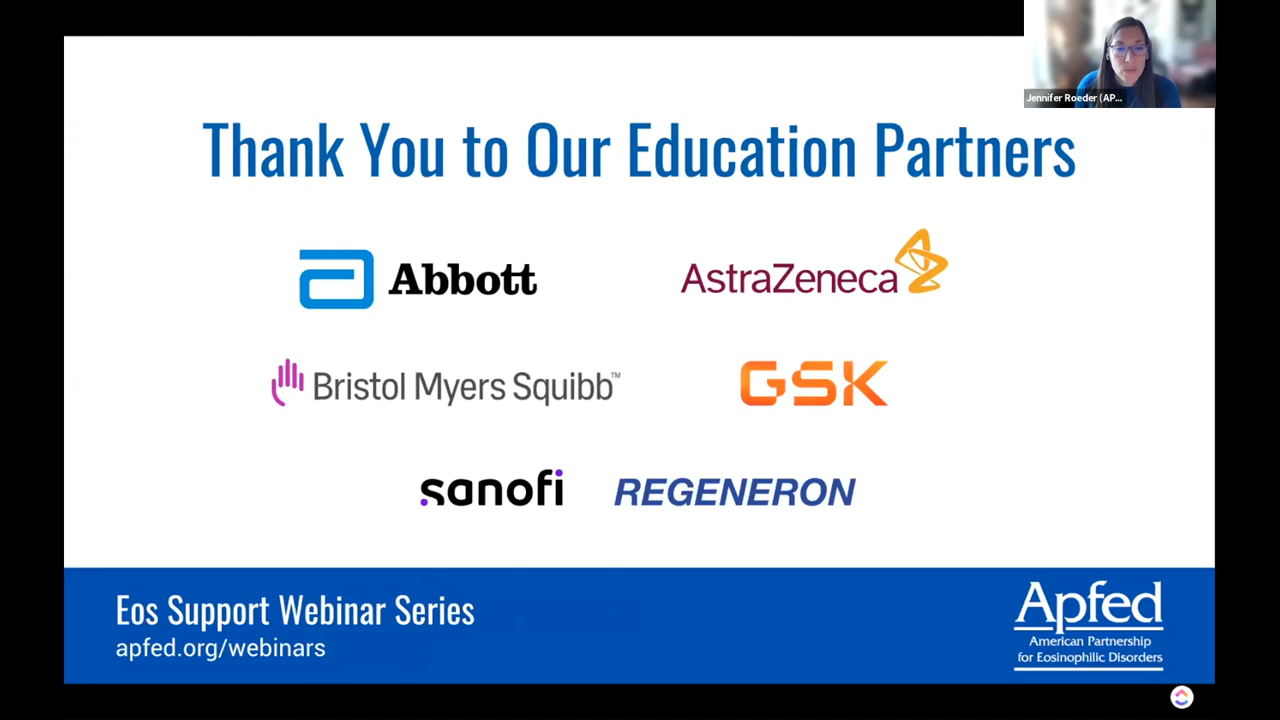 Jennifer Roeder (AP...
Thank You to Our Education Partners
Abbott
AstraZeneca
Bristol Myers Squibb™
GSK
sanofi
REGENERON
Eos Support Webinar Series
apfed.org/webinars
Apfed
American Partnership
for Eosinophilic Disorders